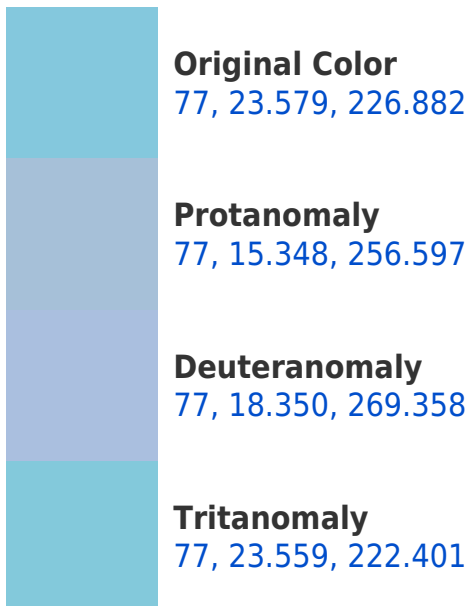 Original Color
77, 23.579, 226.882
Protanomaly
77, 15.348, 256.597
Deuteranomaly
77, 18.350, 269.358
Tritanomaly
77, 23.559, 222.401